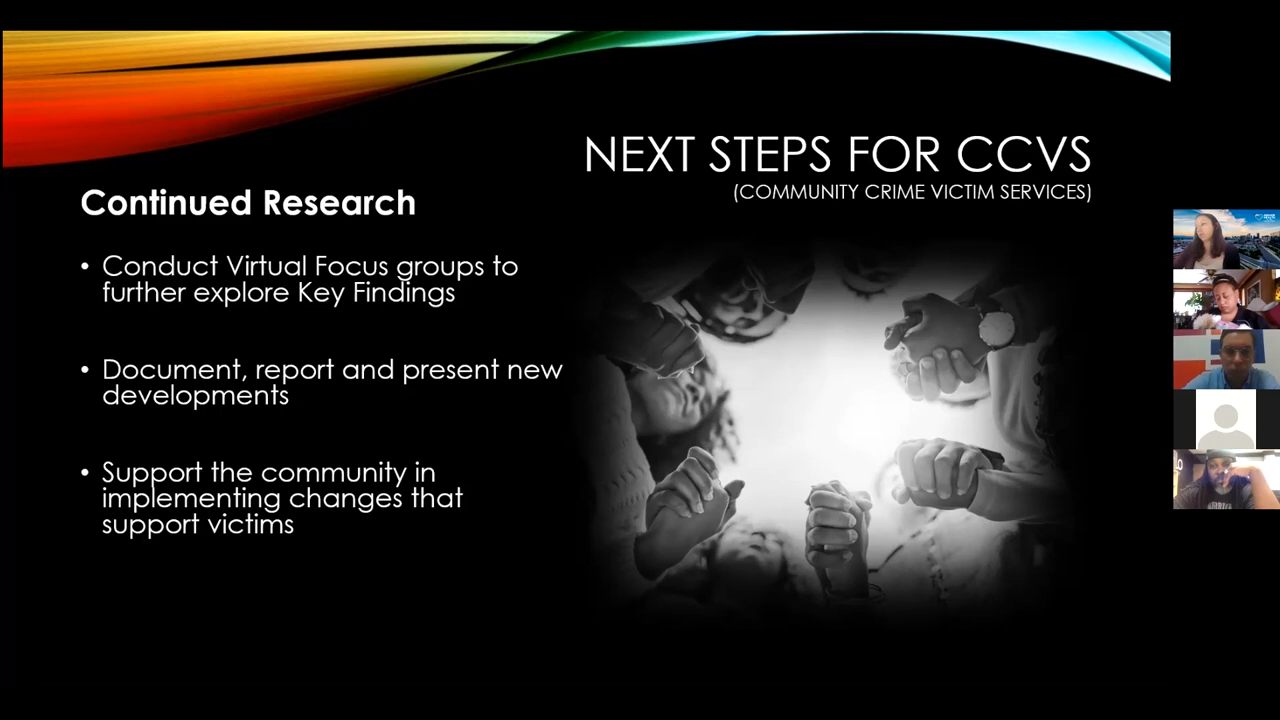 NEXT STEPS FOR CCVS
(COMMUNITY CRIME VICTIM SERVICES)
Continued Research
• Conduct Virtual Focus groups to
further explore Key Findings
• Document, report and present new
developments
• Support the community in
implementing changes that
support victims